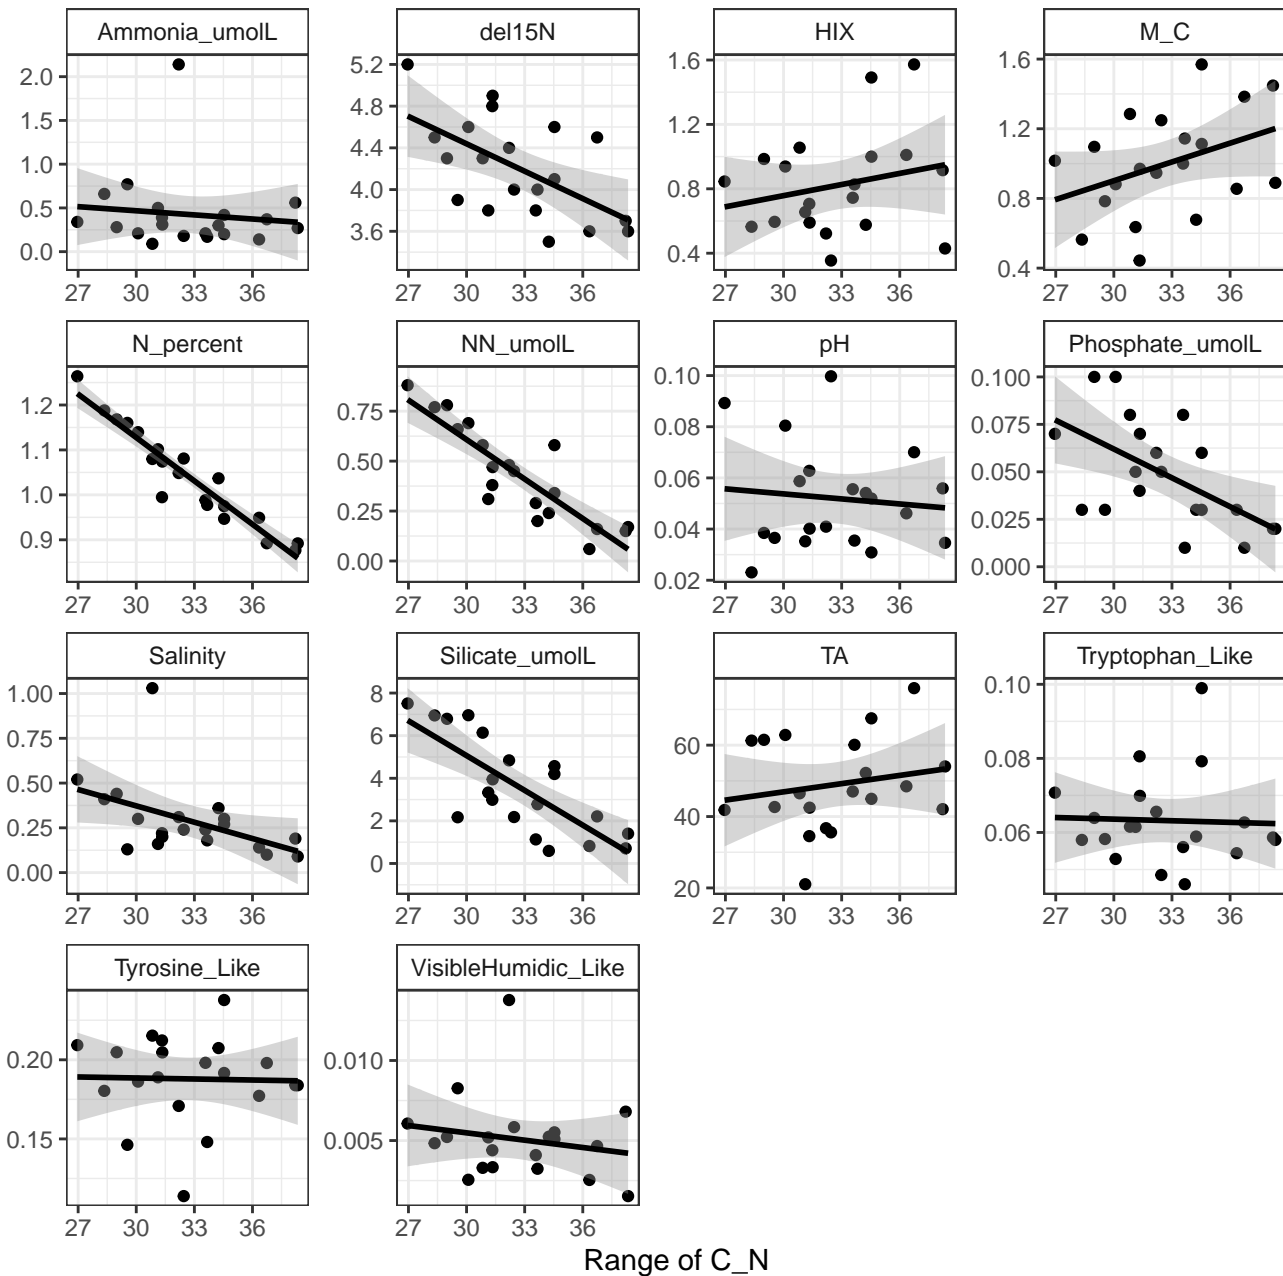 Ammonia_umolL del15N HIX M_C
2.0 5.2 1.6 1.6
1.5 4.8 1.2 1.2
1.0 4.4 0.8 0.8
0.5 4.0 0.4 0.4
0.0 3.6
27 30 33 36 27 30 33 36 27 30 33 36 27 30 33 36
N_percent NN_umolL pH Phosphate_umolL
1.2 0.75 0.10 0.100
1.1 0.50 0.08 0.075
1.0 0.25 0.06 0.050
0.9 0.00 0.04 0.025
0.02 0.000
27 30 33 36 27 30 33 36 27 30 33 36 27 30 33 36
Salinity Silicate_umolL TA Tryptophan_Like
1.00 8 60 0.10
0.75 6 40 0.08
0.50 4 20 0.06
0.25 2
0.00 0
27 30 33 36 27 30 33 36 27 30 33 36 27 30 33 36
Tyrosine_Like VisibleHumidic_Like
0.20 0.010
0.15 0.005
27 30 33 36 27 30 33 36
Range of C_N